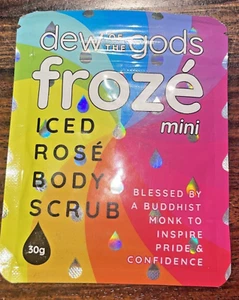 dew OF THE gods
frozé
mini
ICED
ROSÉ
BODY
SCRUB
BLESSED BY
A BUDDHIST
MONK TO
INSPIRE
PRIDE &
CONFIDENCE
30g